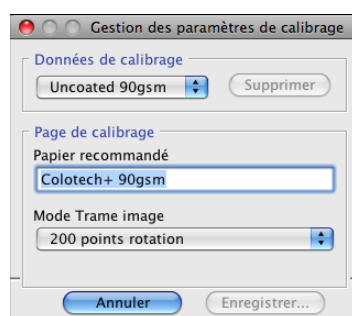 Gestion des paramètres de calibrage
Données de calibrage
Uncoated 90gsm Supprimer
Page de calibrage
Papier recommandé
Colotech+ 90gsm
Mode Trame image
200 points rotation
Annuler Enregistrer...